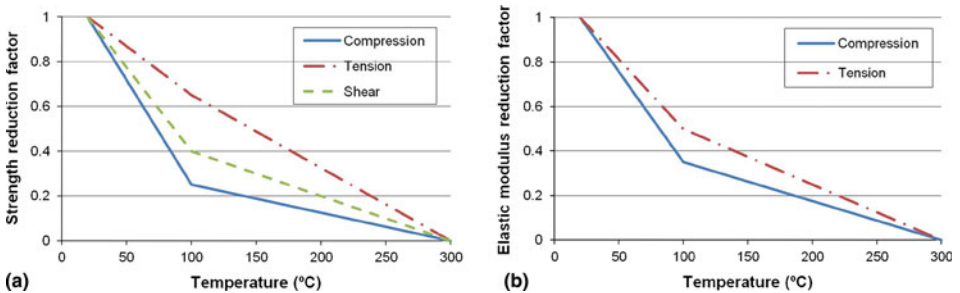 Strength reduction factor
1
0.8
0.6
0.4
0.2
0
0 50 100 150 200 250 300
Temperature (ºC)
Compression
Tension
Shear
(a)
Elastic modulus reduction factor
1
0.8
0.6
0.4
0.2
0
0 50 100 150 200 250 300
Temperature (ºC)
Compression
Tension
(b)